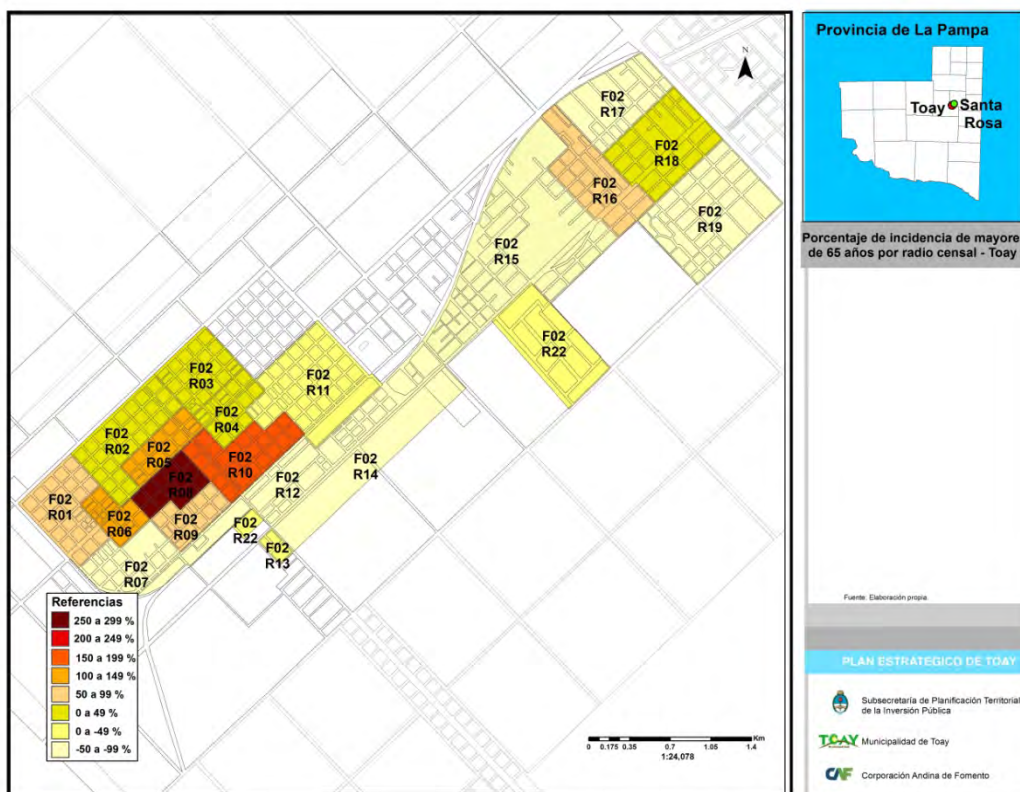 N
F02
R17
F02
R18
F02
R16
F02
R19
F02
R15
F02
R22
F02
R03
F02
R11
F02
R04
F02
R02
F02
R05
F02
R10
F02
R08
F02
R14
F02
R12
F02
R01
F02
R06
F02
R09
F02
R22
F02
R13
F02
R07
Referencias
250 a 299 %
200 a 249 %
150 a 199 %
100 a 149 %
50 a 99 %
0 a 49 %
0 a -49 %
-50 a -99 %
Km
0 0.175 0.35 0.7 1.05 1.4
1:24,078
Provincia de La Pampa
Toay
Santa
Rosa
Porcentaje de incidencia de mayore
de 65 años por radio censal - Toay
Fuente: Elaboración propia.
PLAN ESTRATEGICO DE TOAY
Subsecretaría de Planificación Territorial
de la Inversión Pública
TOAY Municipalidad de Toay
CAF Corporación Andina de Fomento